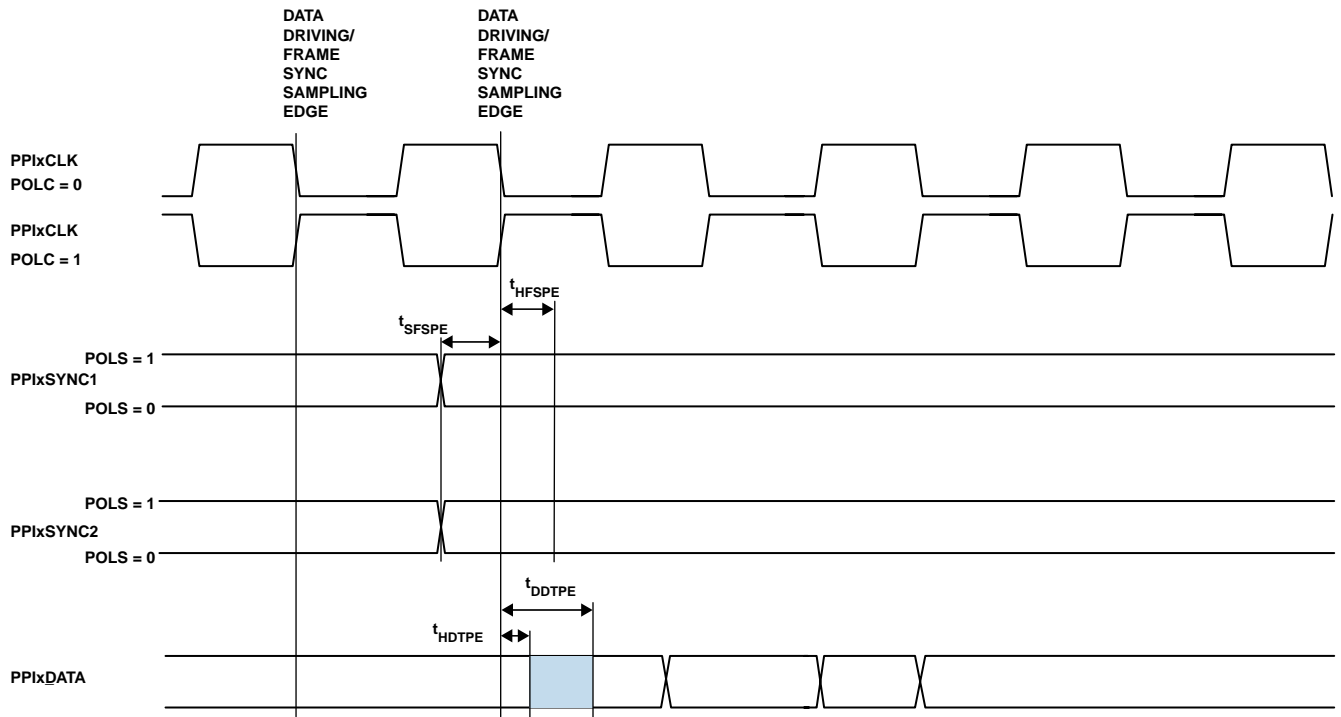 DATA
DRIVING/
FRAME
SYNC
SAMPLING
EDGE
DATA
DRIVING/
FRAME
SYNC
SAMPLING
EDGE
PPIxCLK
POLC = 0
PPIxCLK
POLC = 1
tHFSPE
tSFSPE
POLS = 1
PPIxSYNC1
POLS = 0
POLS = 1
PPIxSYNC2
POLS = 0
tDDTPE
tHDTPE
PPIxDATA